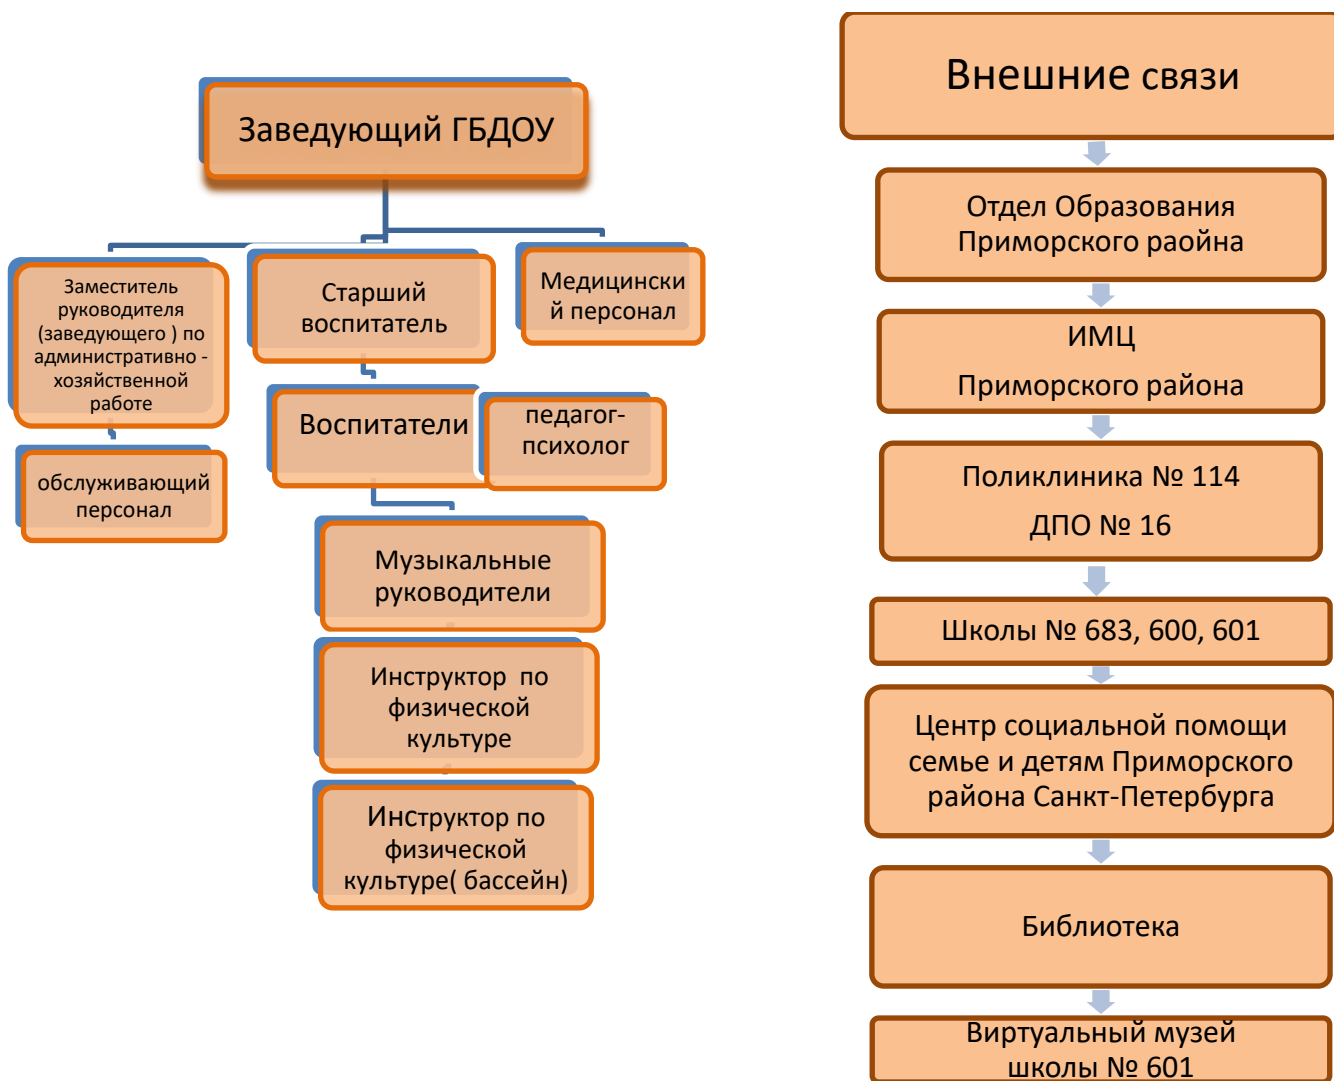 Заведующий ГБДОУ
Заместитель
руководителя
(заведующего ) по
административно -
хозяйственной
работе
Старший
воспитатель
Медицински
й персонал
обслуживающий
персонал
Воспитатели
педагог-
психолог
Музыкальные
руководители
Инструктор по
физической
культуре
Инструктор по
физической
культуре( бассейн)
Внешние связи
Отдел Образования
Приморского раойна
ИМЦ
Приморского района
Поликлиника № 114
ДПО № 16
Школы № 683, 600, 601
Центр социальной помощи
семье и детям Приморского
района Санкт-Петербурга
Библиотека
Виртуальный музей
школы № 601